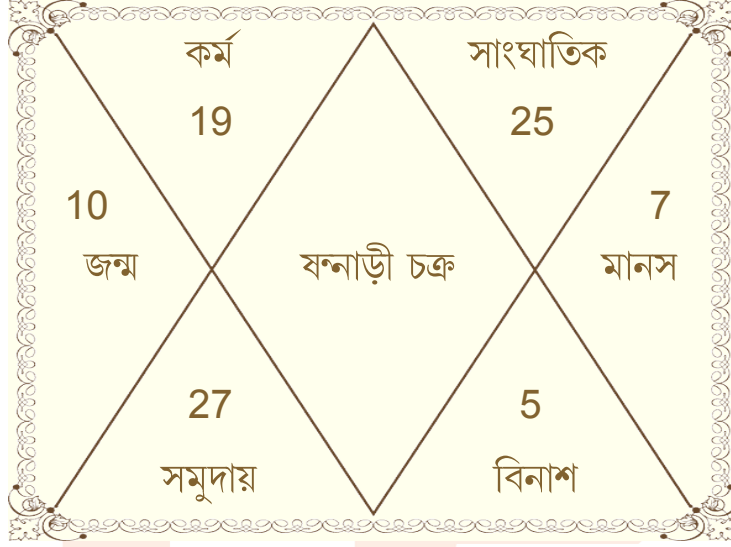 কর্ম
19
সাংঘাতিক
25
10
জন্ম
ষন্নাড়ী চক্র
7
মানস
27
সমুদায়
5
বিনাশ